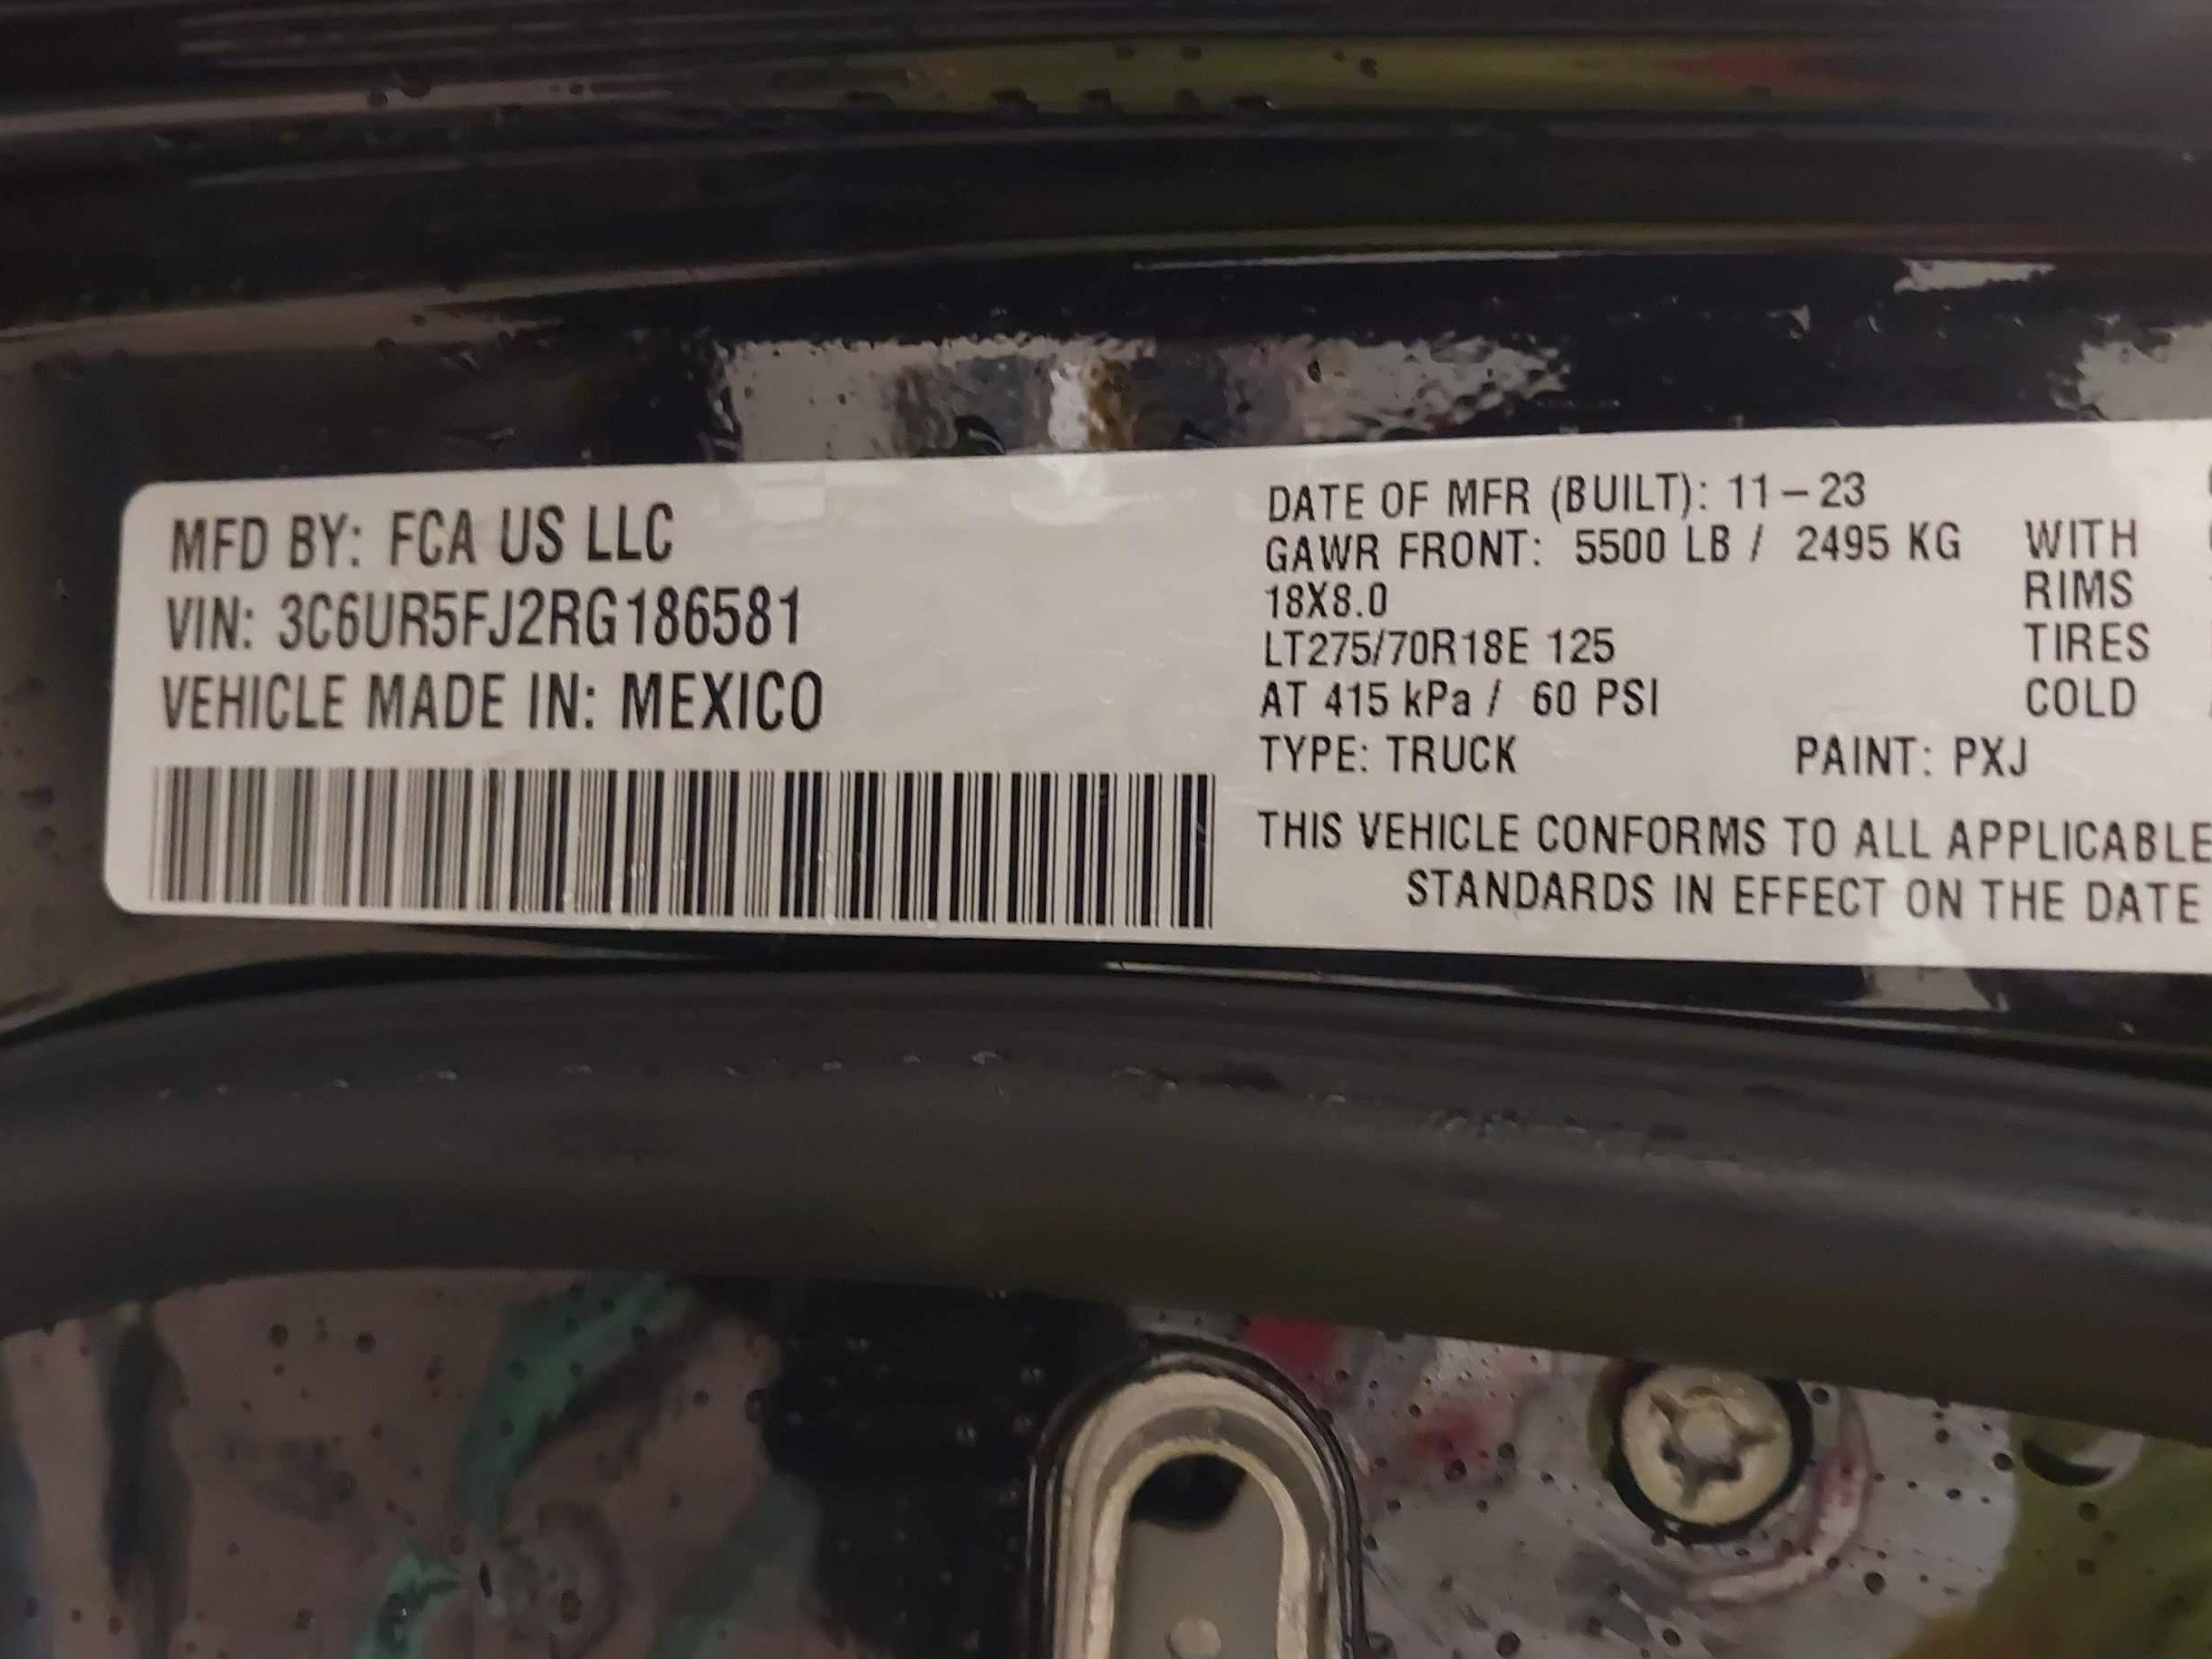 MFD BY: FCA US LLC
VIN: 3C6UR5FJ2RG186581
VEHICLE MADE IN: MEXICO
DATE OF MFR (BUILT): 11-23
GAWR FRONT: 5500 LB / 2495 KG WITH
18X8.0 RIMS
LT275/70R18E 125 TIRES
AT 415 kPa / 60 PSI COLD
TYPE: TRUCK PAINT: PXJ
THIS VEHICLE CONFORMS TO ALL APPLICABLE
STANDARDS IN EFFECT ON THE DATE